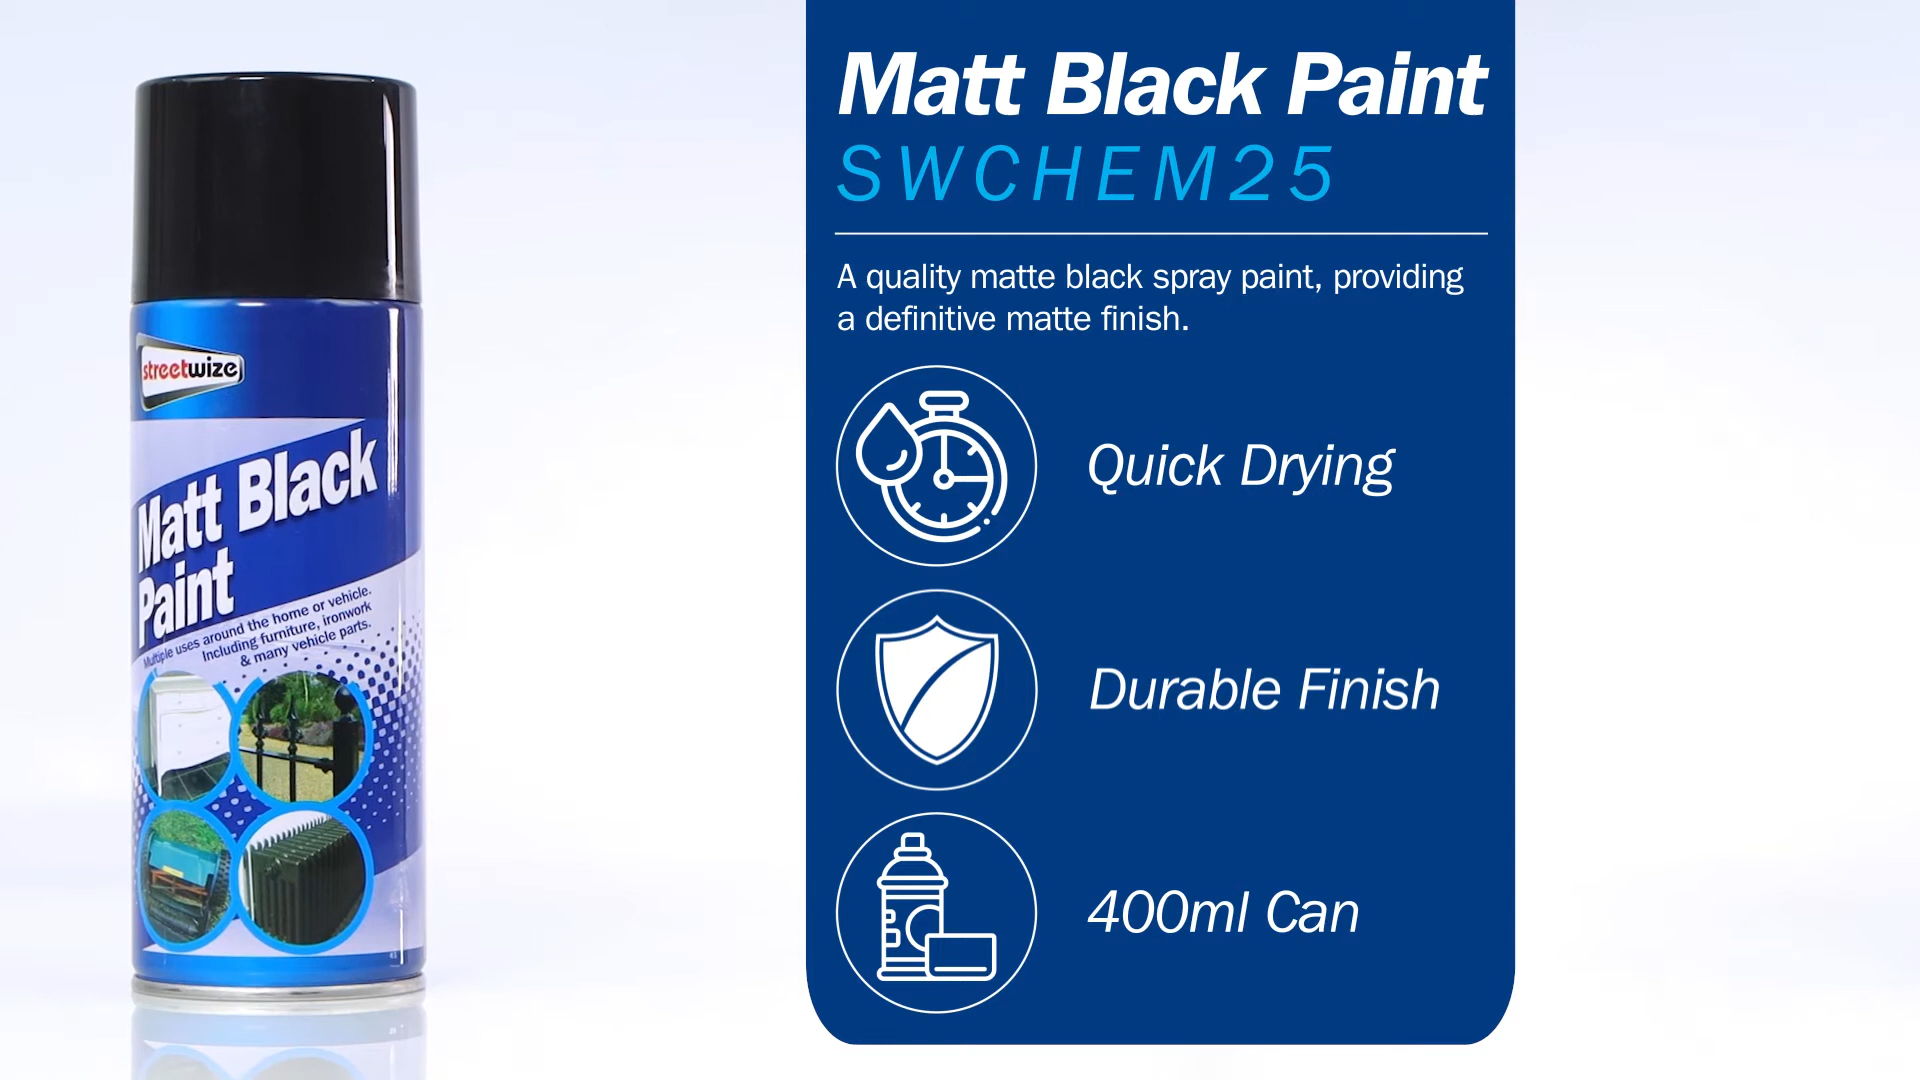 streetwize
Matt Black
Paint
Multiple uses around the home or vehicle.
Including furniture, ironwork
& many vehicle parts.
Matt Black Paint
SWCHEM25
A quality matte black spray paint, providing
a definitive matte finish.
Quick Drying
Durable Finish
400ml Can